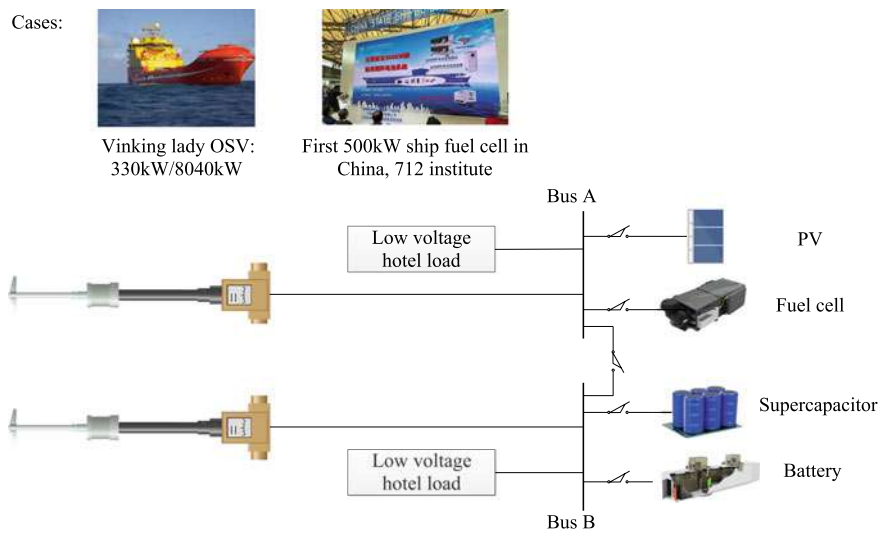 Cases:
Vinking lady OSV:
330kW/8040kW
First 500kW ship fuel cell in
China, 712 institute
Bus A
Low voltage
hotel load
PV
Fuel cell
Supercapacitor
Low voltage
hotel load
Battery
Bus B